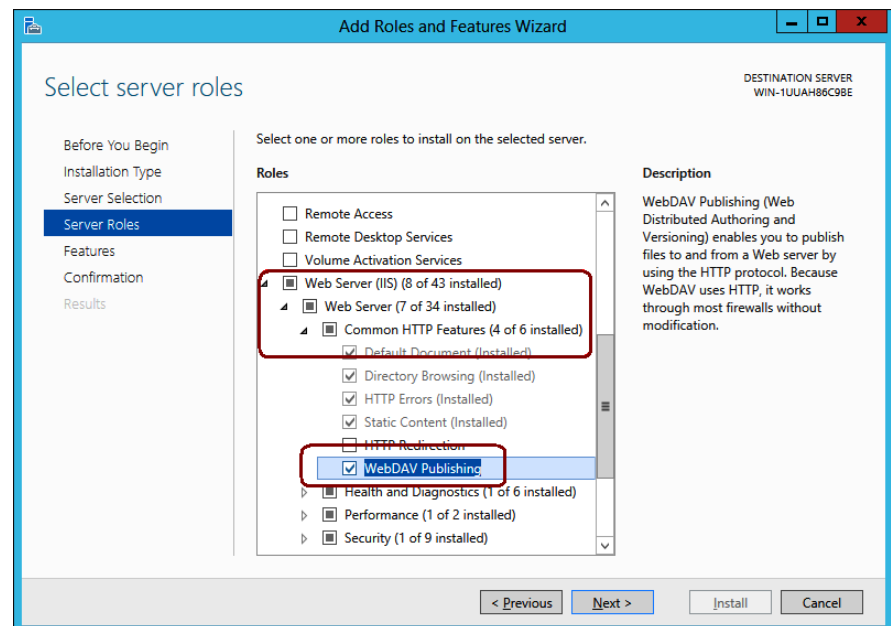 Add Roles and Features Wizard
Select server roles
DESTINATION SERVER
WIN-1UUAH86C9BE
Before You Begin
Installation Type
Server Selection
Server Roles
Features
Confirmation
Results
Select one or more roles to install on the selected server.
Roles
Remote Access
Remote Desktop Services
Volume Activation Services
Web Server (IIS) (8 of 43 installed)
Web Server (7 of 34 installed)
Common HTTP Features (4 of 6 installed)
Default Document (Installed)
Directory Browsing (Installed)
HTTP Errors (Installed)
Static Content (Installed)
HTTP Redirection
WebDAV Publishing
Health and Diagnostics (1 of 6 installed)
Performance (1 of 2 installed)
Security (1 of 9 installed)
Description
WebDAV Publishing (Web
Distributed Authoring and
Versioning) enables you to publish
files to and from a Web server by
using the HTTP protocol. Because
WebDAV uses HTTP, it works
through most firewalls without
modification.
< Previous
Next >
Install
Cancel